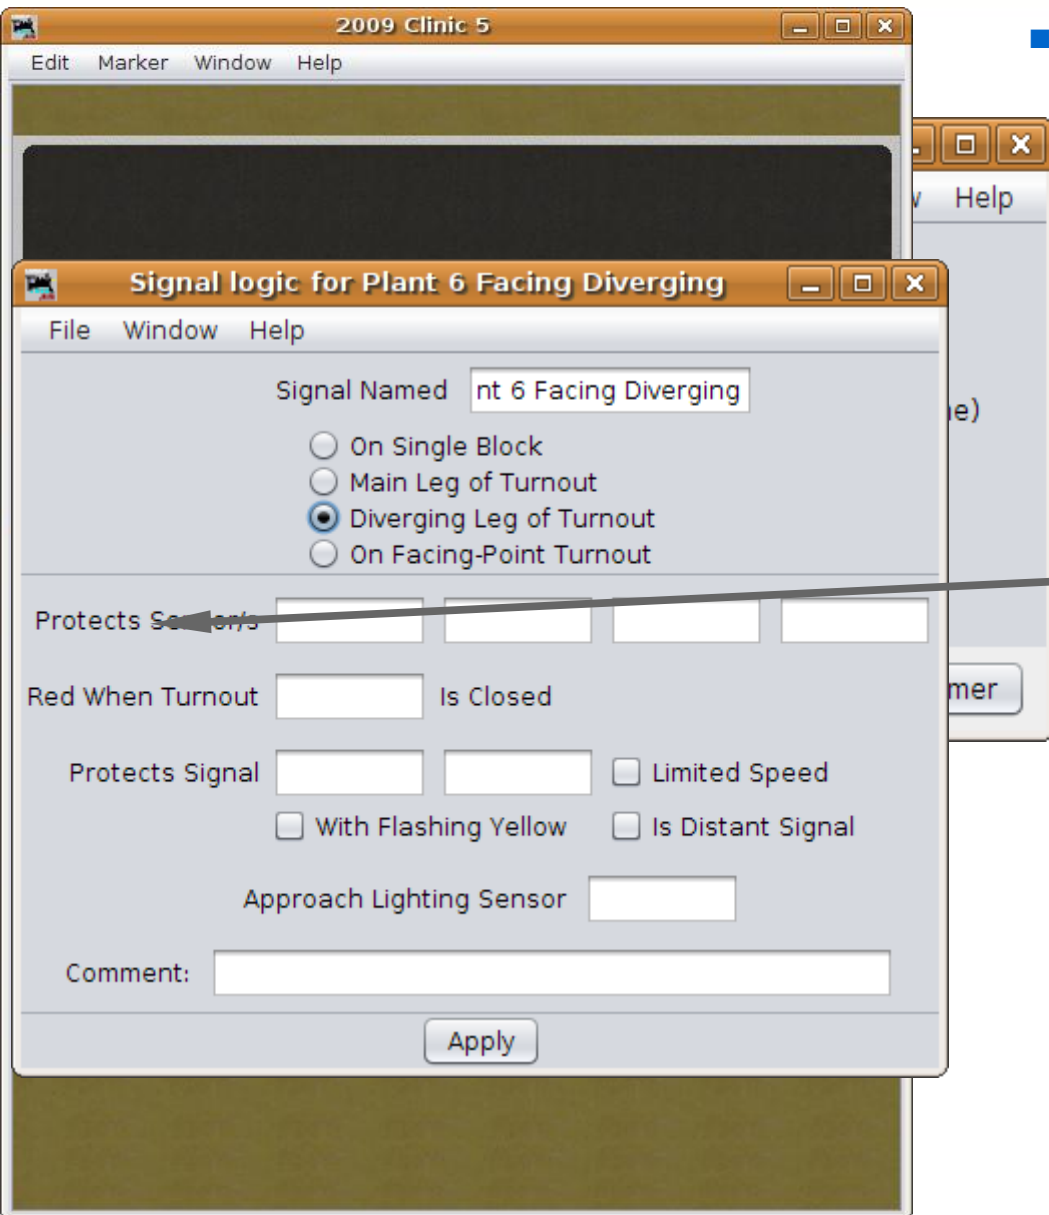 2009 Clinic 5
Edit Marker Window Help
Help
Signal logic for Plant 6 Facing Diverging
File Window Help
Signal Named nt 6 Facing Diverging
On Single Block
Main Leg of Turnout
Diverging Leg of Turnout
On Facing-Point Turnout
Protects Sensor/s
Red When Turnout Is Closed
Protects Signal Limited Speed
With Flashing Yellow Is Distant Signal
Approach Lighting Sensor
Comment:
Apply